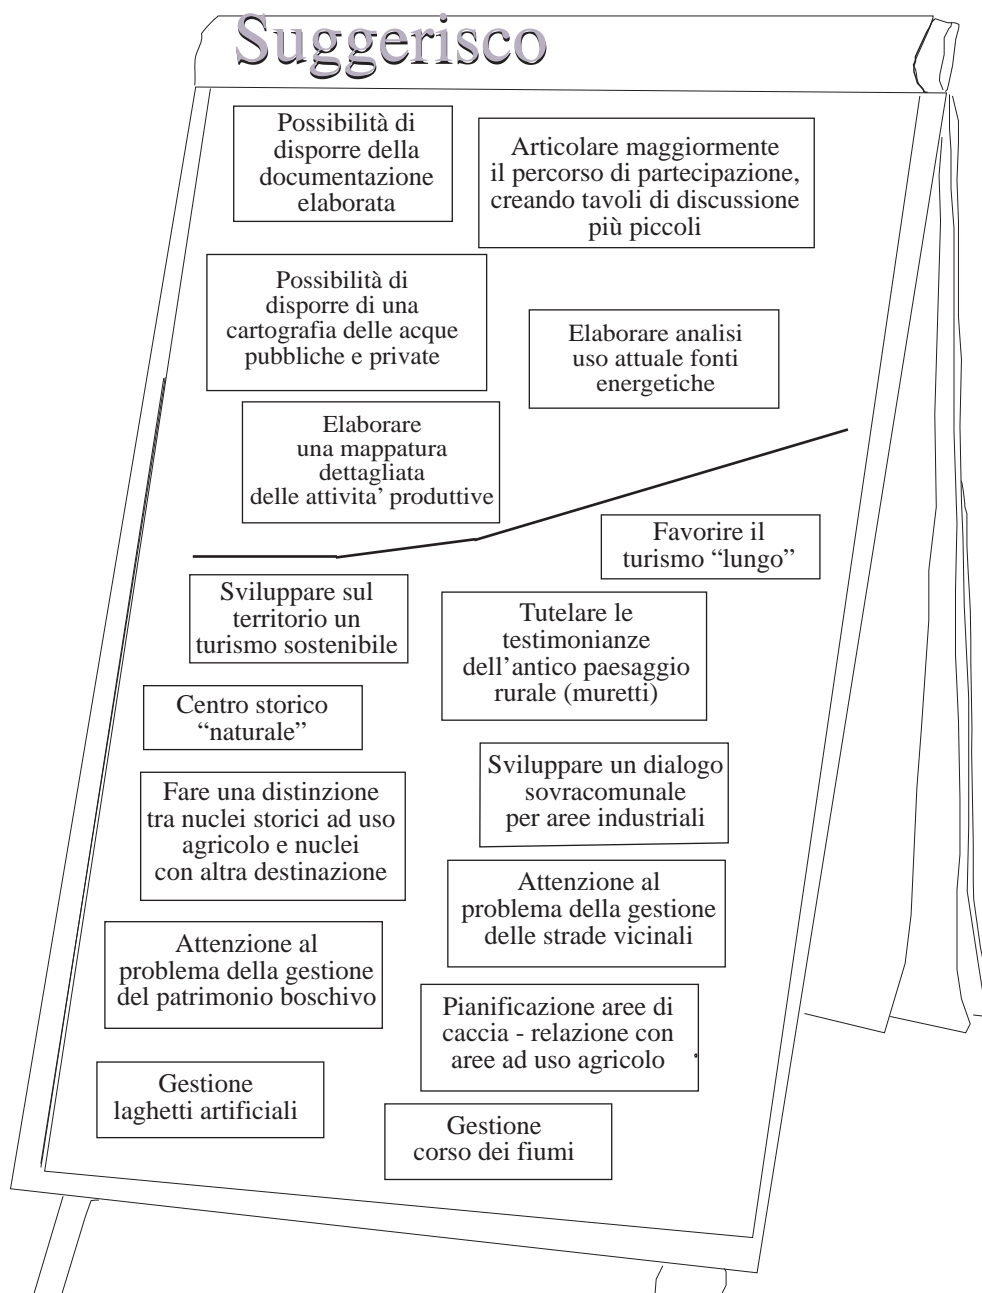 Suggerisco
Possibilità di
disporre della
documentazione
elaborata
Articolare maggiormente
il percorso di partecipazione,
creando tavoli di discussione
più piccoli
Possibilità di
disporre di una
cartografia delle acque
pubbliche e private
Elaborare analisi
uso attuale fonti
energetiche
Elaborare
una mappatura
dettagliata
delle attivita’ produttive
Favorire il
turismo “lungo”
Sviluppare sul
territorio un
turismo sostenibile
Tutelare le
testimonianze
dell’antico paesaggio
rurale (muretti)
Centro storico
“naturale”
Sviluppare un dialogo
sovracomunale
per aree industriali
Fare una distinzione
tra nuclei storici ad uso
agricolo e nuclei
con altra destinazione
Attenzione al
problema della gestione
delle strade vicinali
Attenzione al
problema della gestione
del patrimonio boschivo
Pianificazione aree di
caccia - relazione con
aree ad uso agricolo
Gestione
laghetti artificiali
Gestione
corso dei fiumi